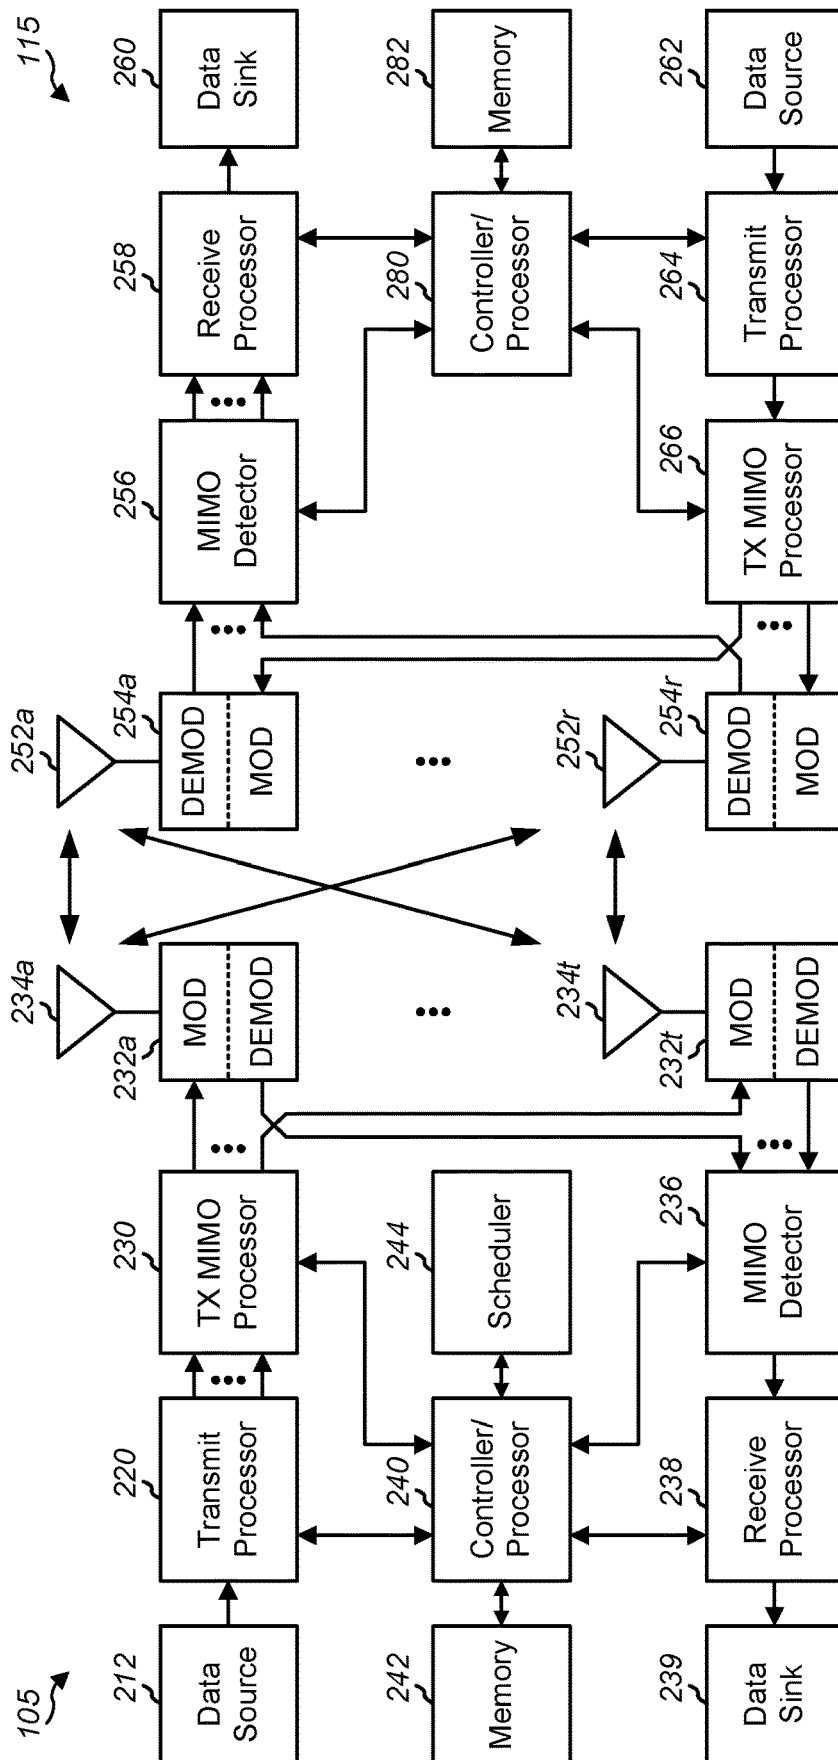 105
115
212
Data
Source
220
Transmit
Processor
230
TX MIMO
Processor
232a
MOD
DEMOD
234a
252a
254a
DEMOD
MOD
256
MIMO
Detector
258
Receive
Processor
260
Data
Sink
242
Memory
240
Controller/
Processor
244
Scheduler
280
Controller/
Processor
282
Memory
239
Data
Sink
238
Receive
Processor
236
MIMO
Detector
232t
MOD
DEMOD
234t
252r
254r
DEMOD
MOD
266
TX MIMO
Processor
264
Transmit
Processor
262
Data
Source